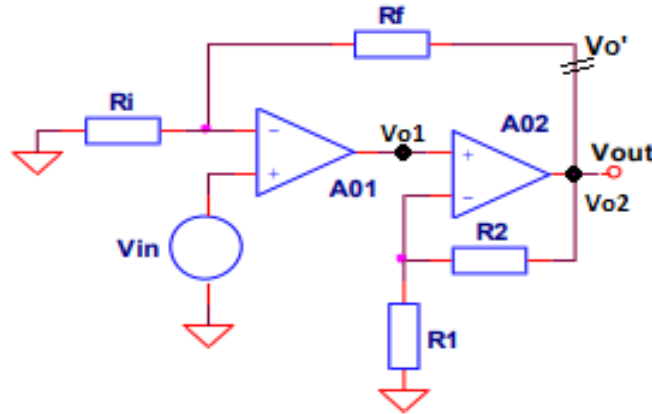 Rf
Vo'
Ri
A02
Vo1
Vout
A01
Vo2
Vin
R2
R1
-
+
+
-